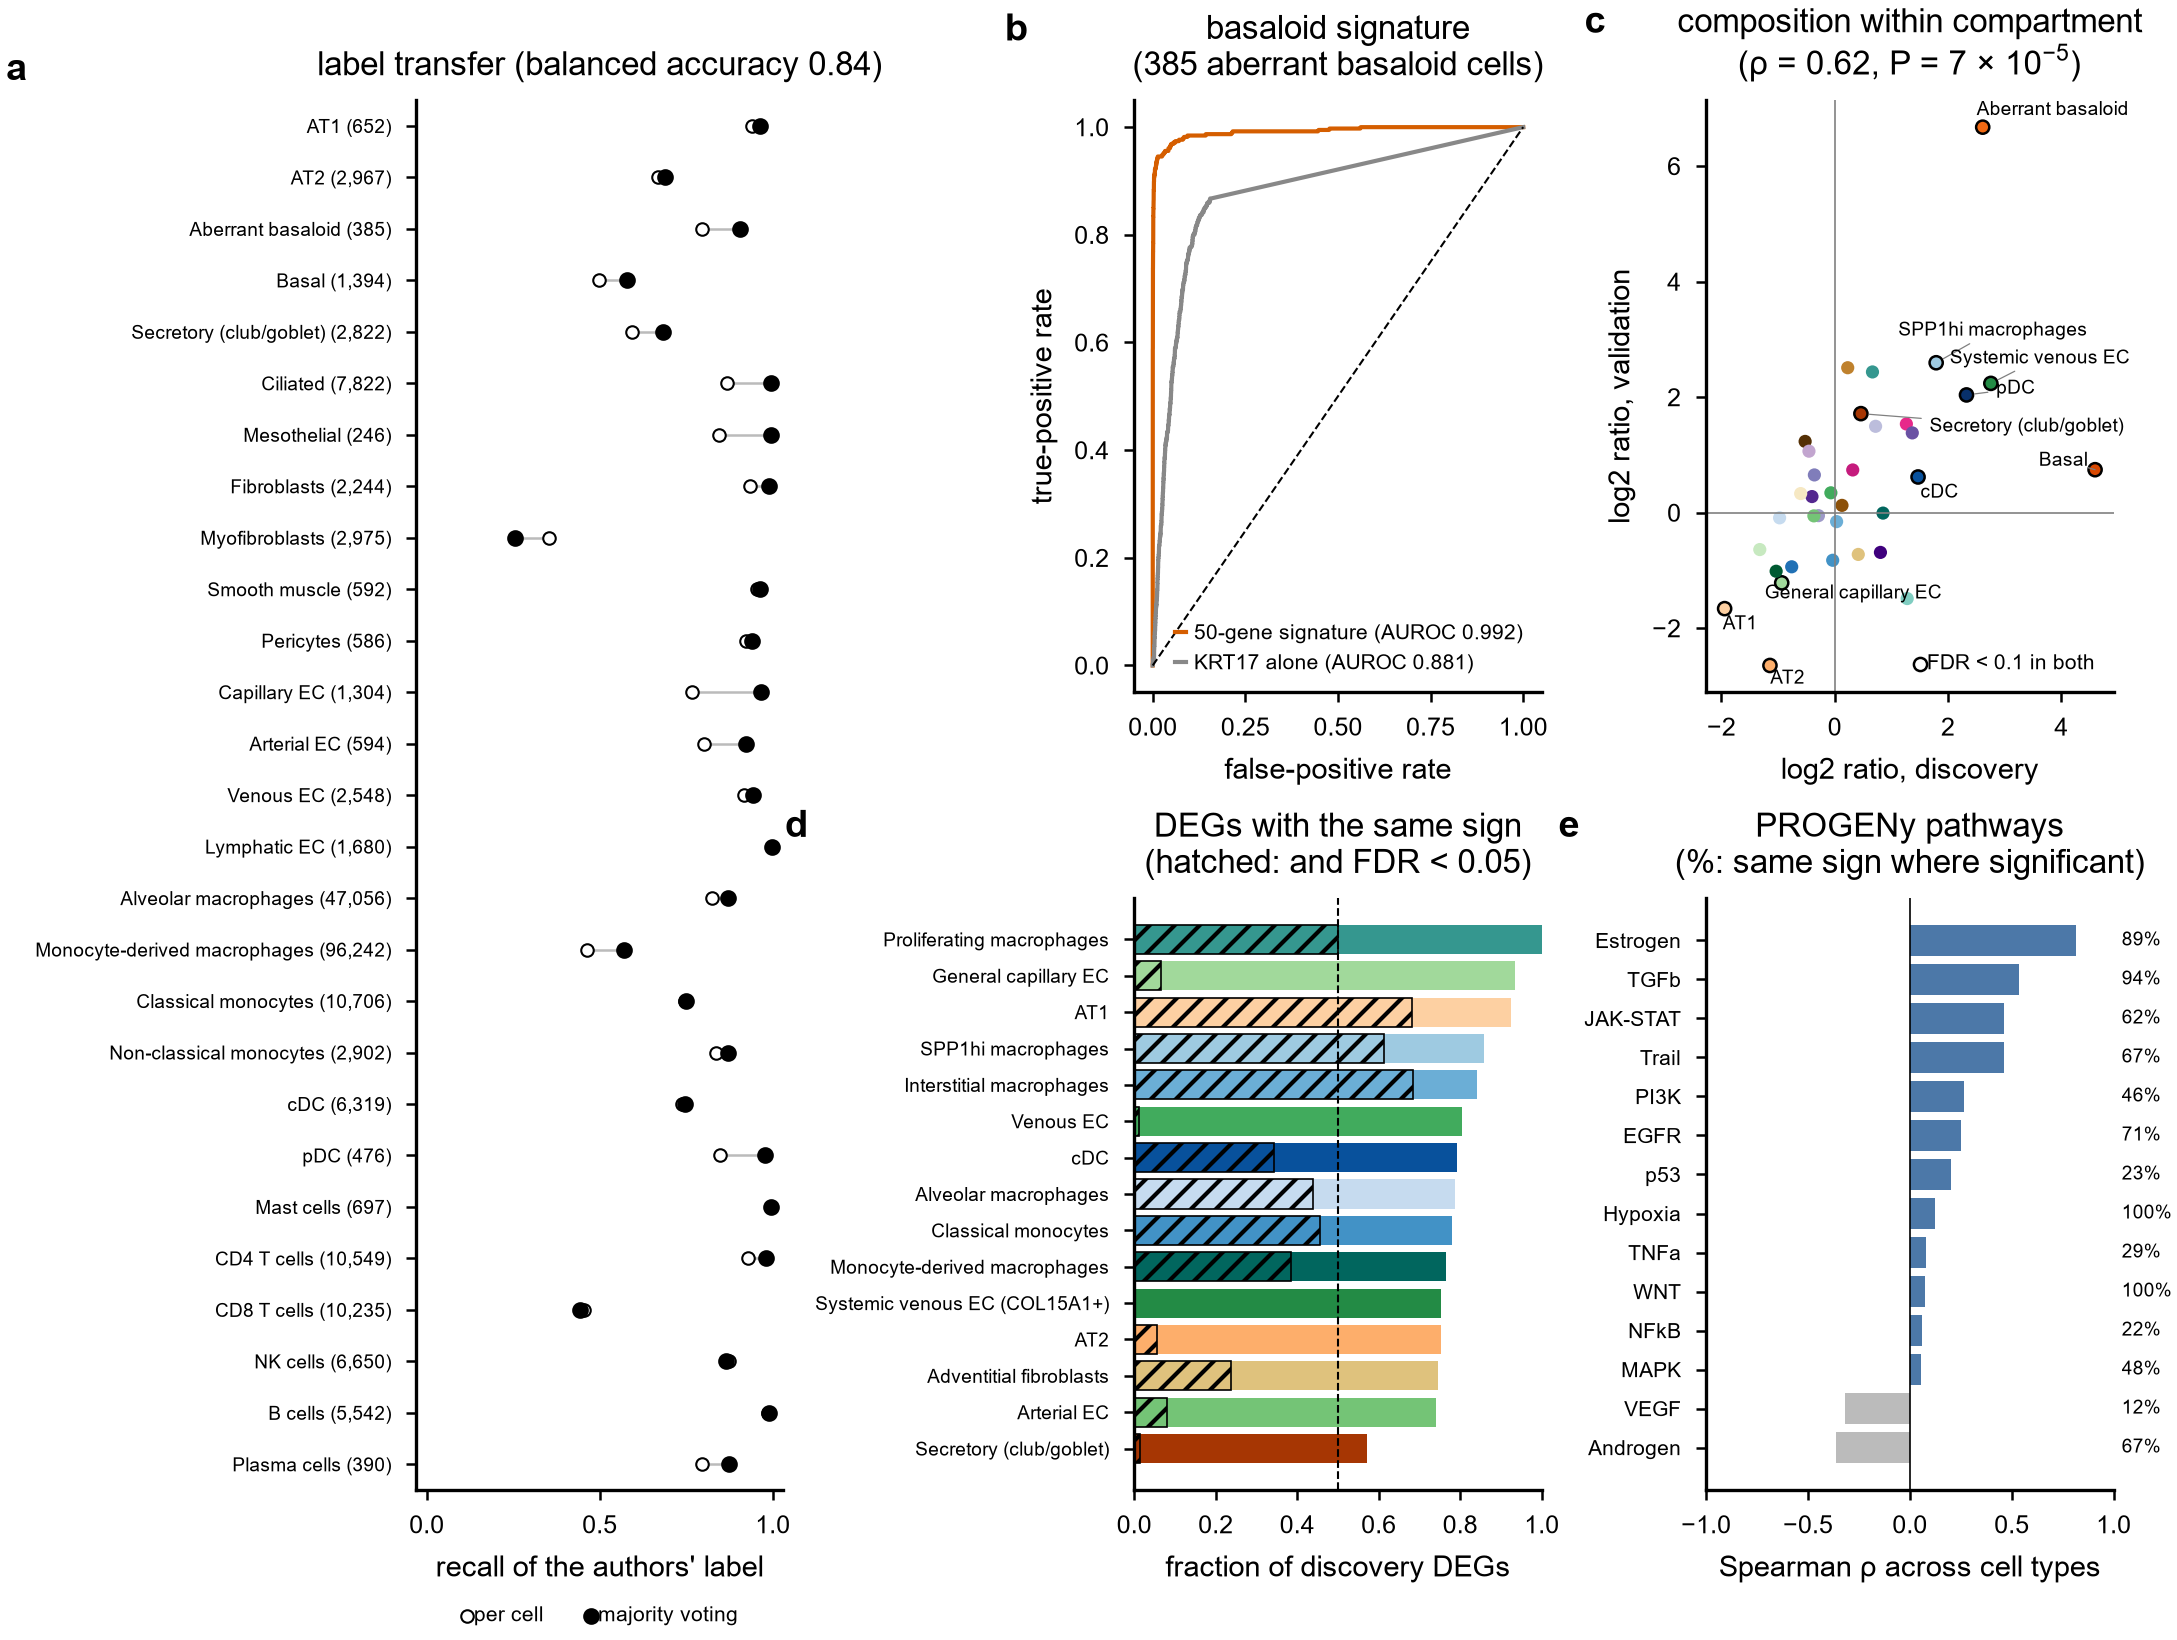 a
label transfer (balanced accuracy 0.84)
AT1 (652)
AT2 (2,967)
Aberrant basaloid (385)
Basal (1,394)
Secretory (club/goblet) (2,822)
Ciliated (7,822)
Mesothelial (246)
Fibroblasts (2,244)
Myofibroblasts (2,975)
Smooth muscle (592)
Pericytes (586)
Capillary EC (1,304)
Arterial EC (594)
Venous EC (2,548)
Lymphatic EC (1,680)
Alveolar macrophages (47,056)
Monocyte-derived macrophages (96,242)
Classical monocytes (10,706)
Non-classical monocytes (2,902)
cDC (6,319)
pDC (476)
Mast cells (697)
CD4 T cells (10,549)
CD8 T cells (10,235)
NK cells (6,650)
B cells (5,542)
Plasma cells (390)
0.0 0.5 1.0
recall of the authors' label
per cell majority voting
b
basaloid signature
(385 aberrant basaloid cells)
true-positive rate
1.0
0.8
0.6
0.4
0.2
0.0
50-gene signature (AUROC 0.992)
KRT17 alone (AUROC 0.881)
0.00 0.25 0.50 0.75 1.00
false-positive rate
c
composition within compartment
(ρ = 0.62, P = 7 × 10⁻⁵)
log2 ratio, validation
6
4
2
0
−2
Aberrant basaloid
SPP1hi macrophages
Systemic venous EC
pDC
Secretory (club/goblet)
Basal
cDC
General capillary EC
AT1
AT2
FDR < 0.1 in both
−2 0 2 4
log2 ratio, discovery
d
DEGs with the same sign
(hatched: and FDR < 0.05)
Proliferating macrophages
General capillary EC
AT1
SPP1hi macrophages
Interstitial macrophages
Venous EC
cDC
Alveolar macrophages
Classical monocytes
Monocyte-derived macrophages
Systemic venous EC (COL15A1+)
AT2
Adventitial fibroblasts
Arterial EC
Secretory (club/goblet)
0.0 0.2 0.4 0.6 0.8 1.0
fraction of discovery DEGs
e
PROGENy pathways
(%: same sign where significant)
Estrogen 89%
TGFb 94%
JAK-STAT 62%
Trail 67%
PI3K 46%
EGFR 71%
p53 23%
Hypoxia 100%
TNFa 29%
WNT 100%
NFkB 22%
MAPK 48%
VEGF 12%
Androgen 67%
−1.0 −0.5 0.0 0.5 1.0
Spearman ρ across cell types